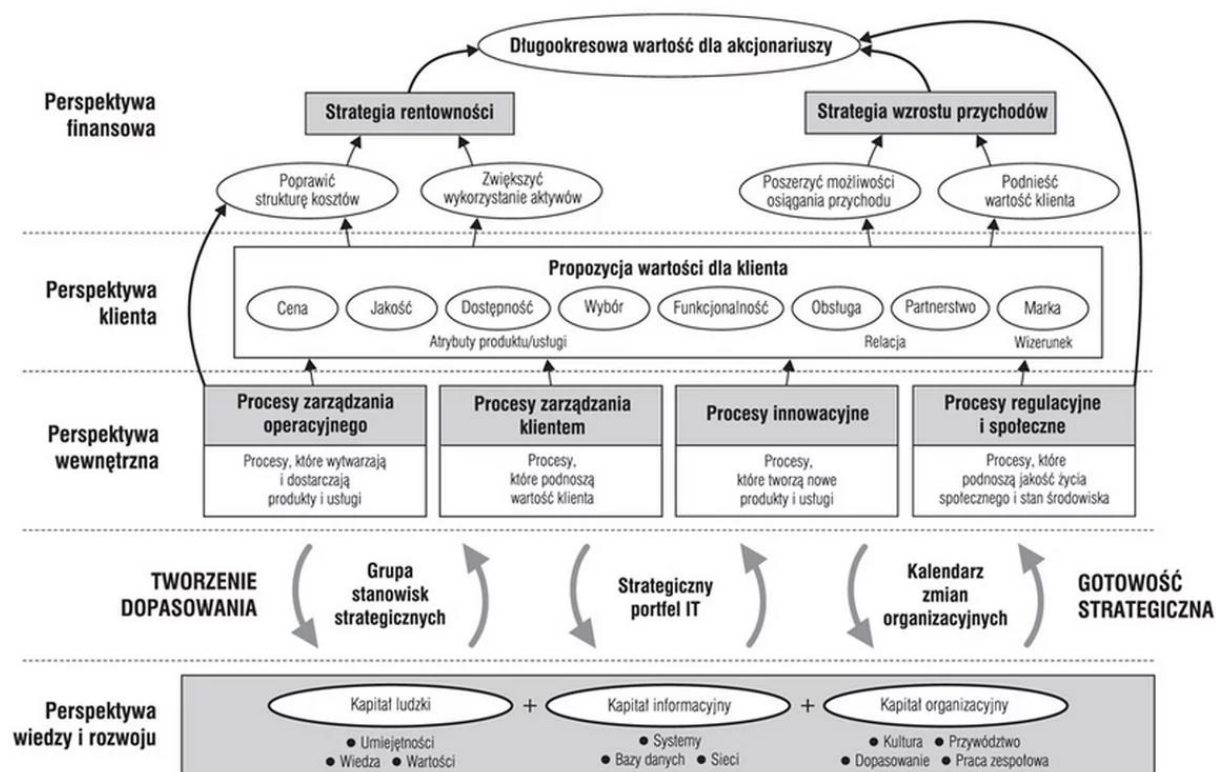 Długookresowa wartość dla akcjonariuszy
Perspektywa
finansowa
Strategia rentowności
Strategia wzrostu przychodów
Poprawić
strukturę kosztów
Zwiększyć
wykorzystanie aktywów
Poszerzyć możliwości
osiągania przychodu
Podnieść
wartość klienta
Perspektywa
klienta
Propozycja wartości dla klienta
Cena
Jakość
Dostępność
Wybór
Funkcjonalność
Obsługa
Partnerstwo
Marka
Atrybuty produktu/usługi
Relacja
Wizerunek
Perspektywa
wewnętrzna
Procesy zarządzania
operacyjnego
Procesy, które wytwarzają
i dostarczają
produkty i usługi
Procesy zarządzania
klientem
Procesy,
które podnoszą
wartość klienta
Procesy innowacyjne
Procesy,
które tworzą nowe
produkty i usługi
Procesy regulacyjne
i społeczne
Procesy, które
podnoszą jakość życia
społecznego i stan środowiska
TWORZENIE
DOPASOWANIA
Grupa
stanowisk
strategicznych
Strategiczny
portfel IT
Kalendarz
zmian
organizacyjnych
GOTOWOŚĆ
STRATEGICZNA
Perspektywa
wiedzy i rozwoju
Kapitał ludzki + Kapitał informacyjny + Kapitał organizacyjny
● Umiejętności
● Wiedza ● Wartości
● Systemy
● Bazy danych ● Sieci
● Kultura ● Przywództwo
● Dopasowanie ● Praca zespołowa